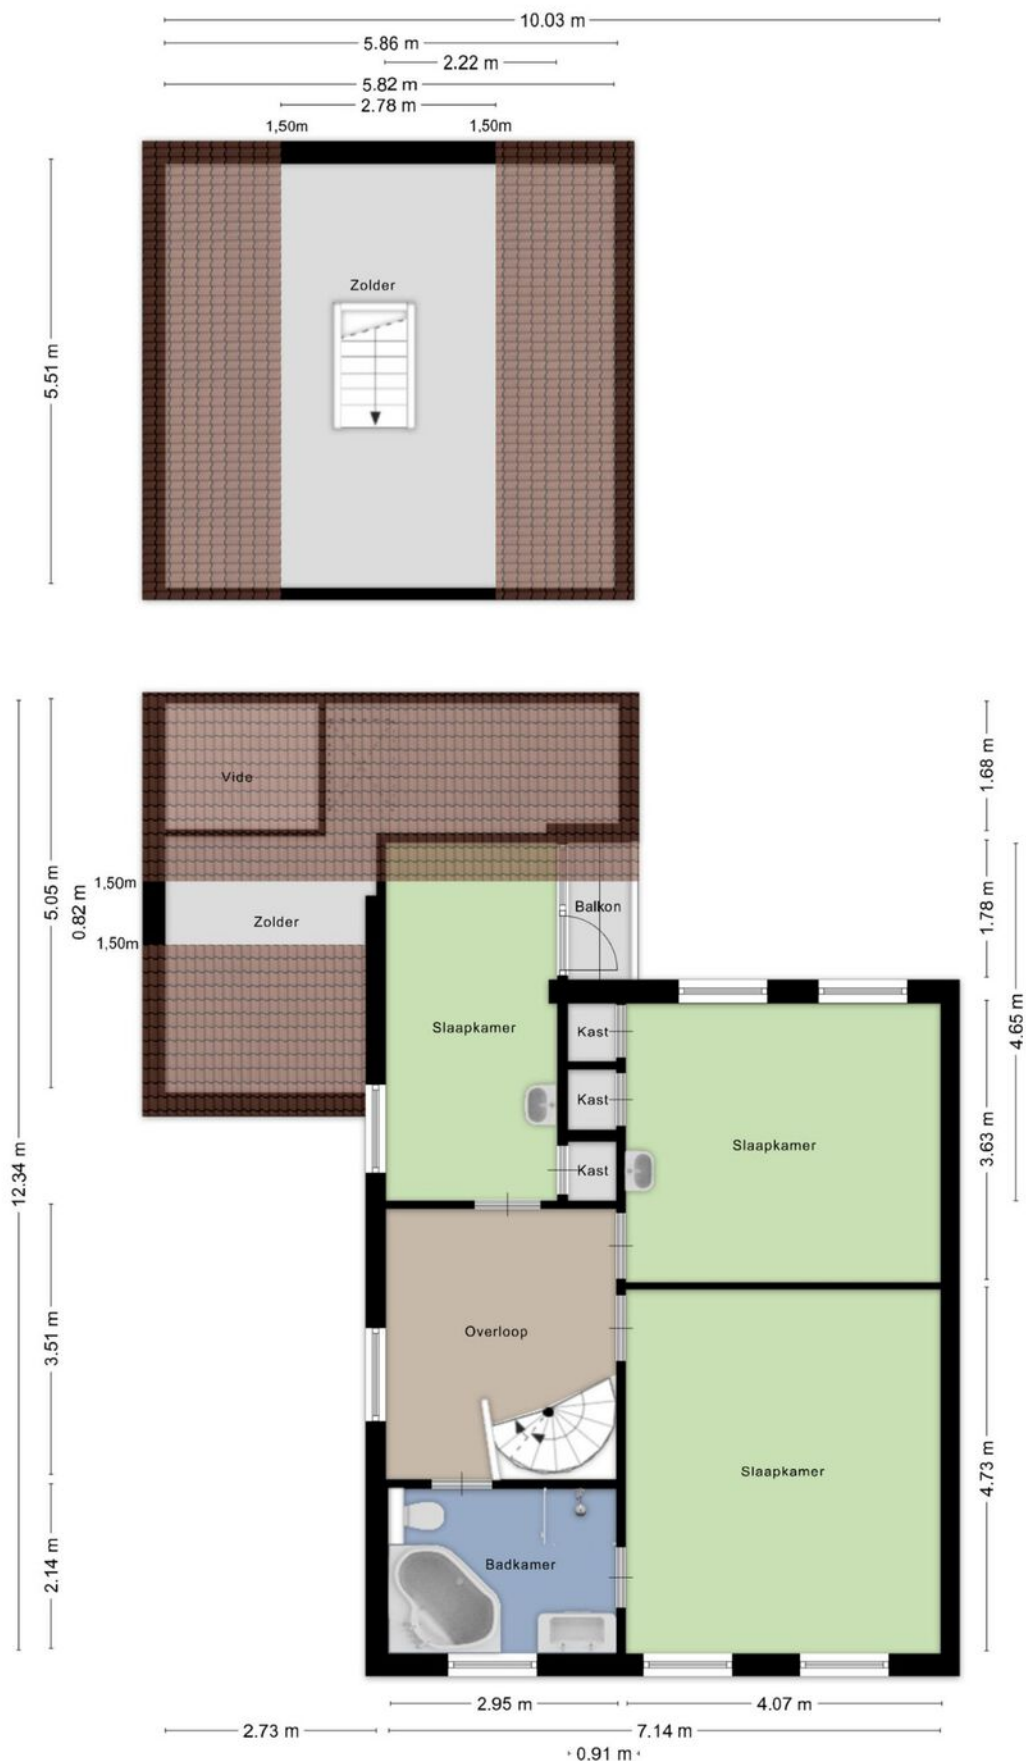 10.03 m
5.86 m
2.22 m
5.82 m
2.78 m
1,50m
1,50m
Zolder
5.51 m
Vide
1.68 m
1,50m
5.05 m
0.82 m
Zolder
1,50m
Balkon
1.78 m
Slaapkamer
Kast
4.65 m
Kast
Slaapkamer
3.63 m
Kast
12.34 m
Overloop
3.51 m
Slaapkamer
4.73 m
Badkamer
2.14 m
2.95 m
4.07 m
2.73 m
7.14 m
0.91 m